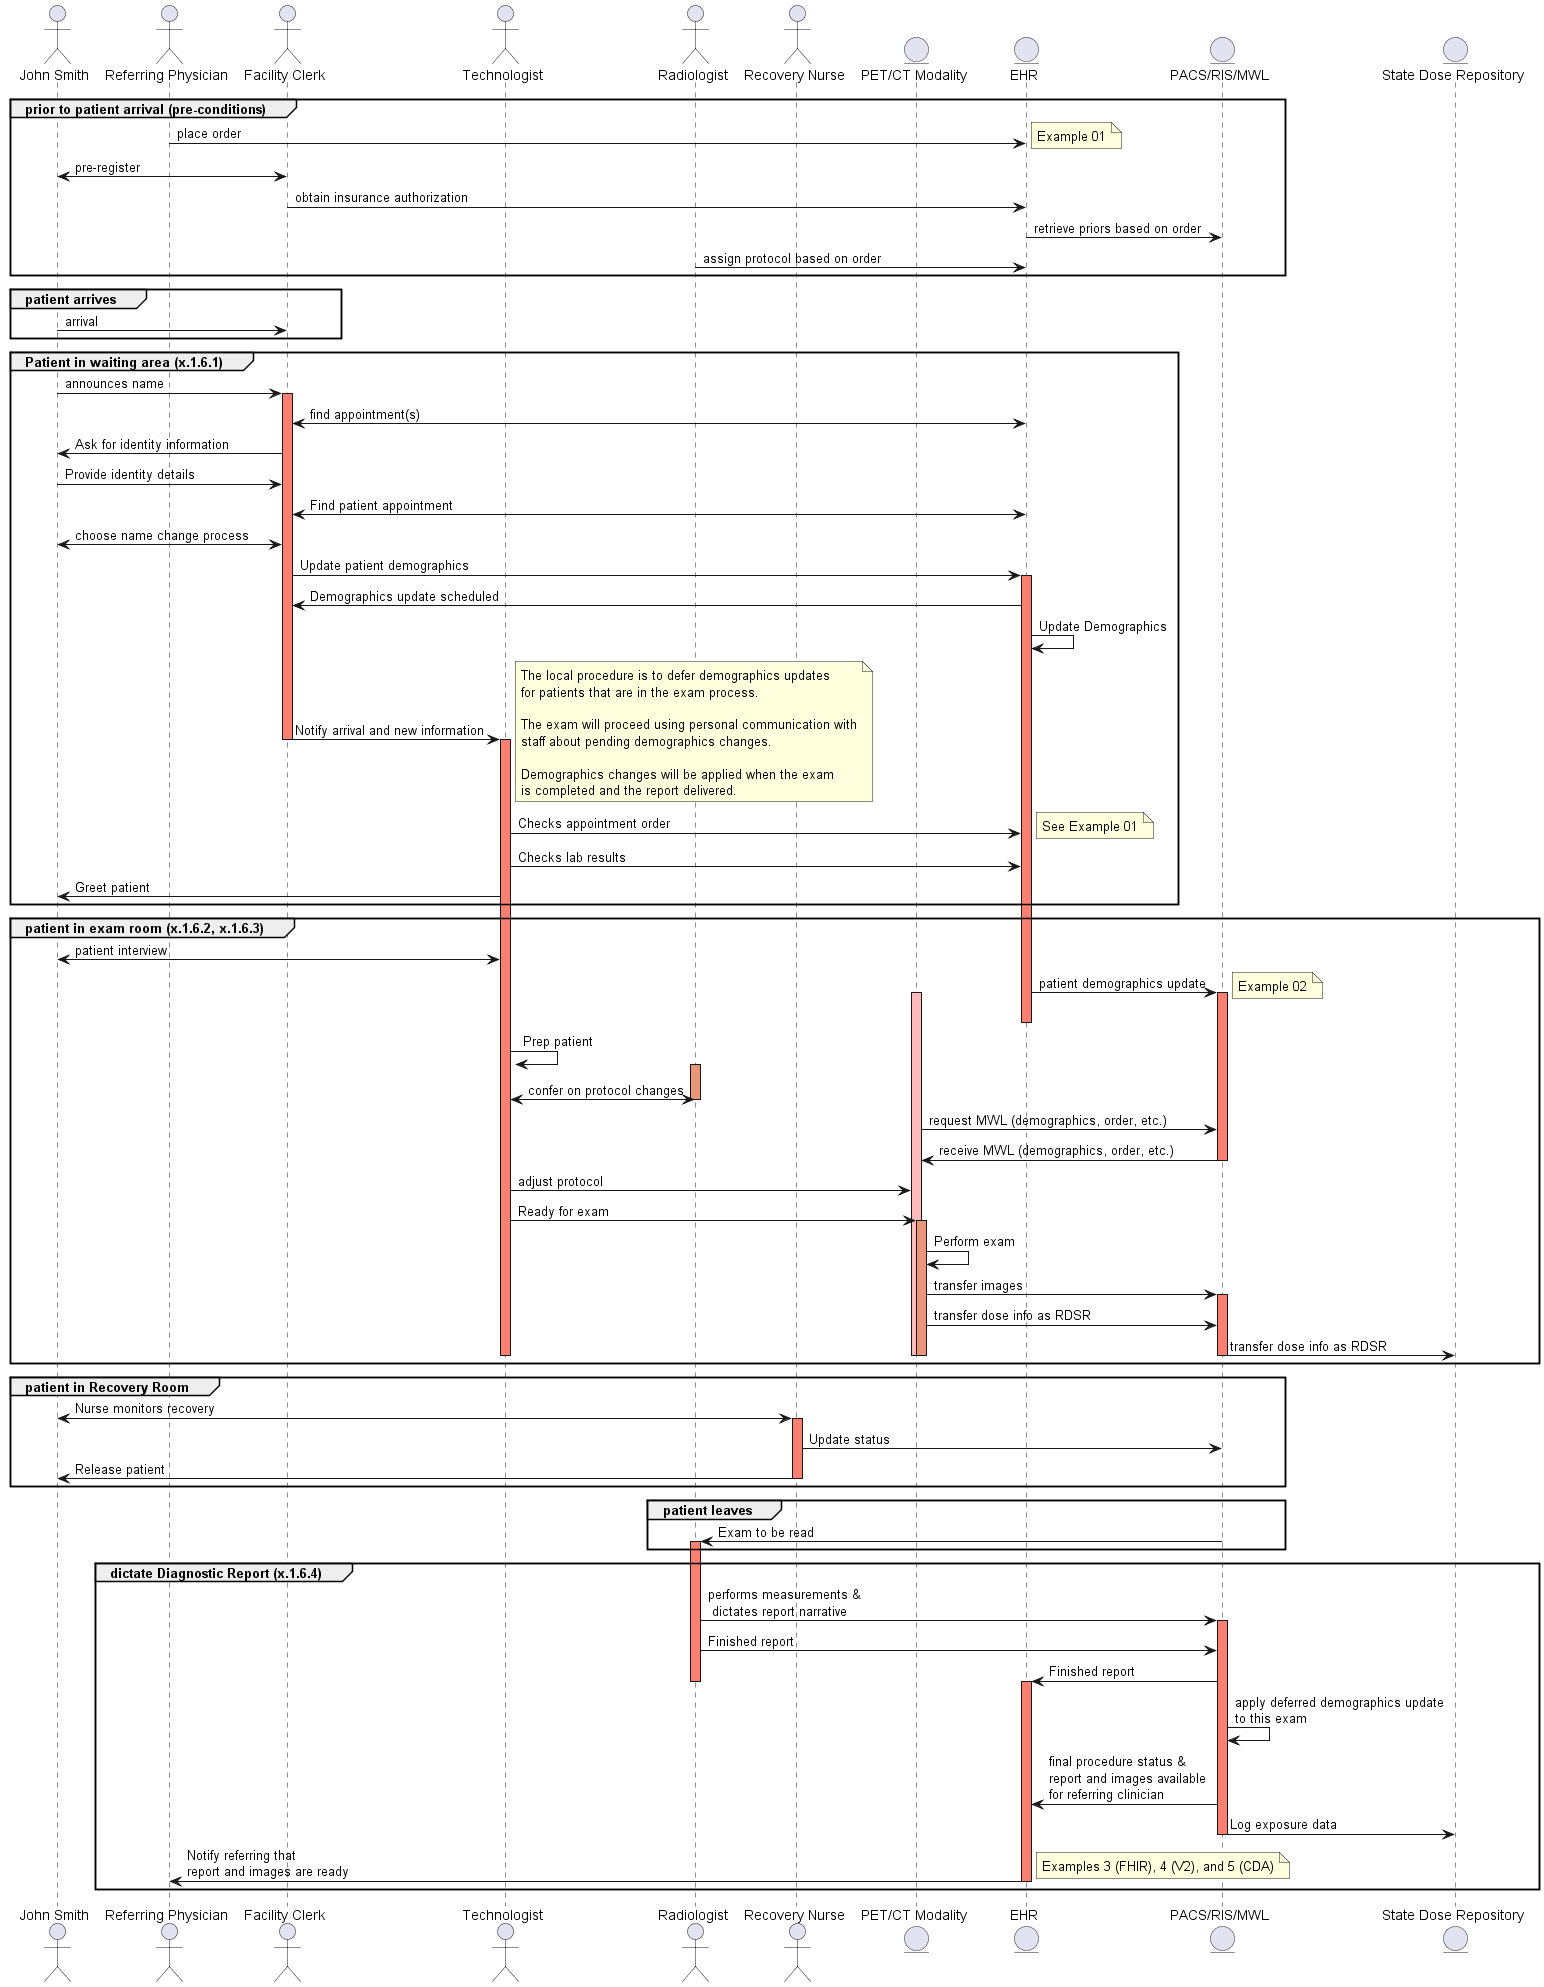 John Smith
Referring Physician
Facility Clerk
Technologist
Radiologist
Recovery Nurse
PET/CT Modality
EHR
PACS/RIS/MWL
State Dose Repository
prior to patient arrival (pre-conditions)
place order
Example 01
pre-register
obtain insurance authorization
retrieve priors based on order
assign protocol based on order
patient arrives
arrival
Patient in waiting area (x.1.6.1)
announces name
find appointment(s)
Ask for identity information
Provide identity details
Find patient appointment
choose name change process
Update patient demographics
Demographics update scheduled
Update Demographics
The local procedure is to defer demographics updates
for patients that are in the exam process.
The exam will proceed using personal communication with
staff about pending demographics changes.
Demographics changes will be applied when the exam
is completed and the report delivered.
Notify arrival and new information
Checks appointment order
See Example 01
Checks lab results
Greet patient
patient in exam room (x.1.6.2, x.1.6.3)
patient interview
patient demographics update
Example 02
Prep patient
confer on protocol changes
request MWL (demographics, order, etc.)
receive MWL (demographics, order, etc.)
adjust protocol
Ready for exam
Perform exam
transfer images
transfer dose info as RDSR
transfer dose info as RDSR
patient in Recovery Room
Nurse monitors recovery
Update status
Release patient
patient leaves
Exam to be read
dictate Diagnostic Report (x.1.6.4)
performs measurements &
dictates report narrative
Finished report
Finished report
apply deferred demographics update
to this exam
final procedure status &
report and images available
for referring clinician
Log exposure data
Notify referring that
report and images are ready
Examples 3 (FHIR), 4 (V2), and 5 (CDA)
John Smith
Referring Physician
Facility Clerk
Technologist
Radiologist
Recovery Nurse
PET/CT Modality
EHR
PACS/RIS/MWL
State Dose Repository